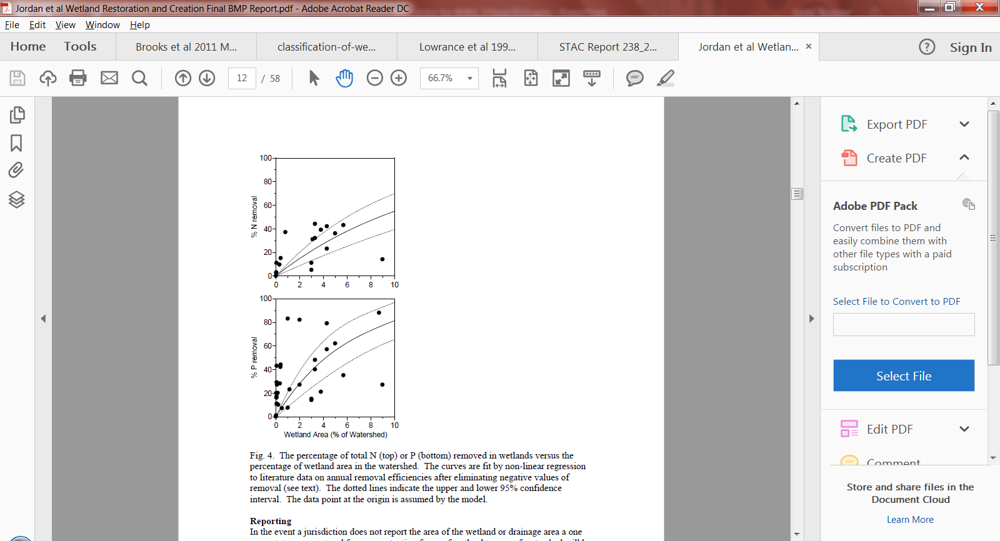 Jordan et al Wetland Restoration and Creation Final BMP Report.pdf - Adobe Acrobat Reader DC
File Edit View Window Help
Home Tools Brooks et al 2011 M... classification-of-we... Lowrance et al 199... STAC Report 238_2... Jordan et al Wetlan... × ? Sign In
12 / 58 66.7%
Export PDF
Create PDF
Adobe PDF Pack
Convert files to PDF and
easily combine them with
other file types with a paid
subscription
Select File to Convert to PDF
Select File
Edit PDF
Comment
Store and share files in the
Document Cloud
Learn More
100
80
60
40
20
0
% N removal
0 2 4 6 8 10
100
80
60
40
20
0
% P removal
0 2 4 6 8 10
Wetland Area (% of Watershed)
Fig. 4. The percentage of total N (top) or P (bottom) removed in wetlands versus the
percentage of wetland area in the watershed. The curves are fit by non-linear regression
to literature data on annual removal efficiencies after eliminating negative values of
removal (see text). The dotted lines indicate the upper and lower 95% confidence
interval. The data point at the origin is assumed by the model.
Reporting
In the event a jurisdiction does not report the area of the wetland or drainage area a one